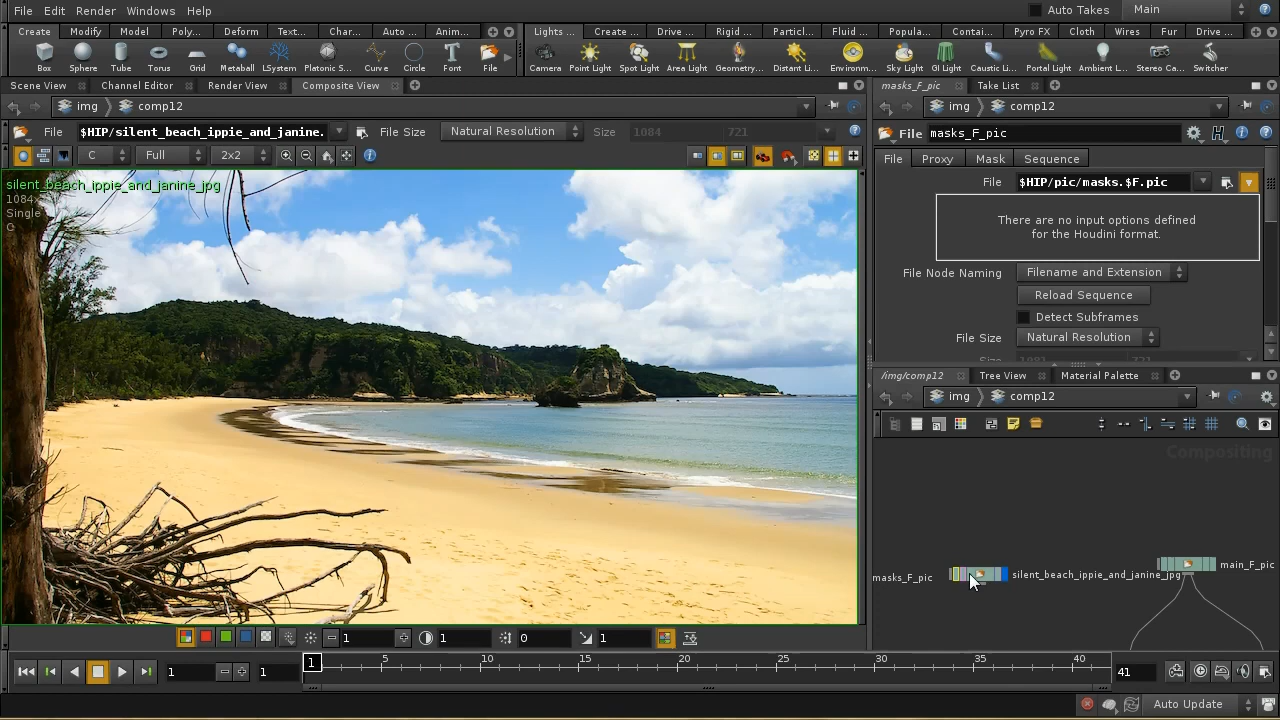 File Edit Render Windows Help
Auto Takes Main
Create Modify Model Poly... Deform Text... Char... Auto ... Anim...
Lights ... Create ... Drive ... Rigid ... Particl... Fluid ... Popula... Contai... Pyro FX Cloth Wires Fur Drive ...
Box Sphere Tube Torus Grid Metaball LSystem Platonic S... Curve Circle Font File
Camera Point Light Spot Light Area Light Geometry... Distant Li... Environm... Sky Light GI Light Caustic Li... Portal Light Ambient L... Stereo Ca... Switcher
Scene View Channel Editor Render View Composite View
masks_F_pic Take List
img comp12
img comp12
File $HIP/silent_beach_ippie_and_janine. File Size Natural Resolution Size 1084 721
File masks_F_pic
C Full 2x2
File Proxy Mask Sequence
File $HIP/pic/masks.$F.pic
There are no input options defined
for the Houdini format.
File Node Naming Filename and Extension
Reload Sequence
Detect Subframes
File Size Natural Resolution
silent_beach_ippie_and_janine_jpg
Single
C
/img/comp12 Tree View Material Palette
img comp12
Compositing
masks_F_pic silent_beach_ippie_and_janine_jpg main_F_pic
1 1 0 1
1 1 1 5 10 15 20 25 30 35 40 41
Auto Update